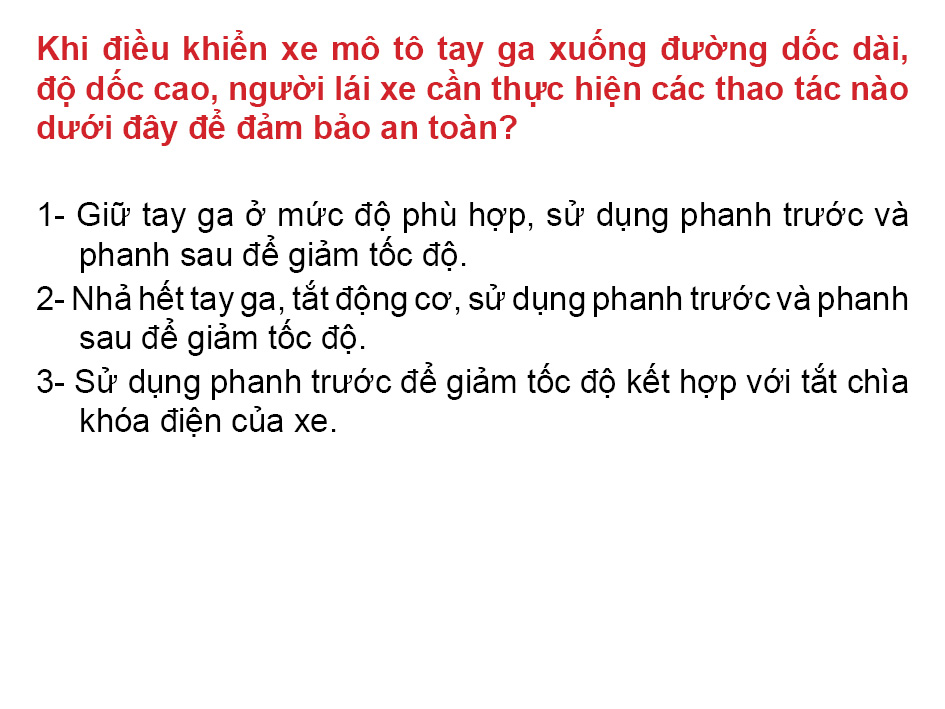 Khi điều khiển xe mô tô tay ga xuống đường dốc dài,
độ dốc cao, người lái xe cần thực hiện các thao tác nào
dưới đây để đảm bảo an toàn?
1- Giữ tay ga ở mức độ phù hợp, sử dụng phanh trước và
phanh sau để giảm tốc độ.
2- Nhả hết tay ga, tắt động cơ, sử dụng phanh trước và phanh
sau để giảm tốc độ.
3- Sử dụng phanh trước để giảm tốc độ kết hợp với tắt chìa
khóa điện của xe.